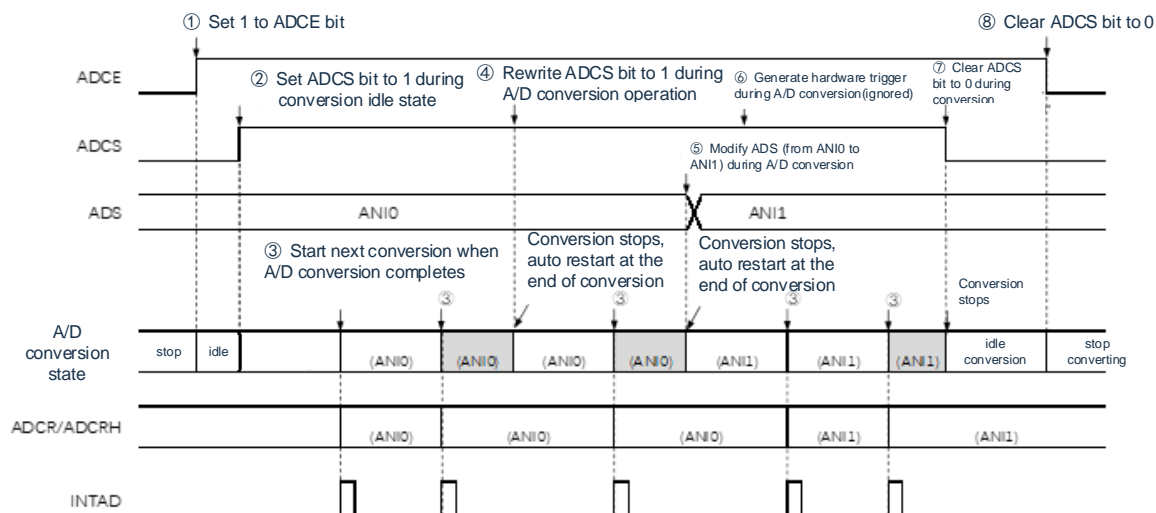 ① Set 1 to ADCE bit
⑧ Clear ADCS bit to 0
ADCE
② Set ADCS bit to 1 during
conversion idle state
④ Rewrite ADCS bit to 1 during
A/D conversion operation
⑥ Generate hardware trigger
during A/D conversion(ignored)
⑦ Clear ADCS
bit to 0 during
conversion
ADCS
⑤ Modify ADS (from ANI0 to
ANI1) during A/D conversion
ADS
ANI0
ANI1
③ Start next conversion when
A/D conversion completes
Conversion stops,
auto restart at the
end of conversion
Conversion stops,
auto restart at the
end of conversion
③
③
③
③
Conversion
stops
A/D
conversion
state
stop
idle
(ANI0)
(ANI0)
(ANI0)
(ANI0)
(ANI1)
(ANI1)
(ANI1)
idle
conversion
stop
converting
ADCR/ADCRH
(ANI0)
(ANI0)
(ANI0)
(ANI1)
(ANI1)
INTAD